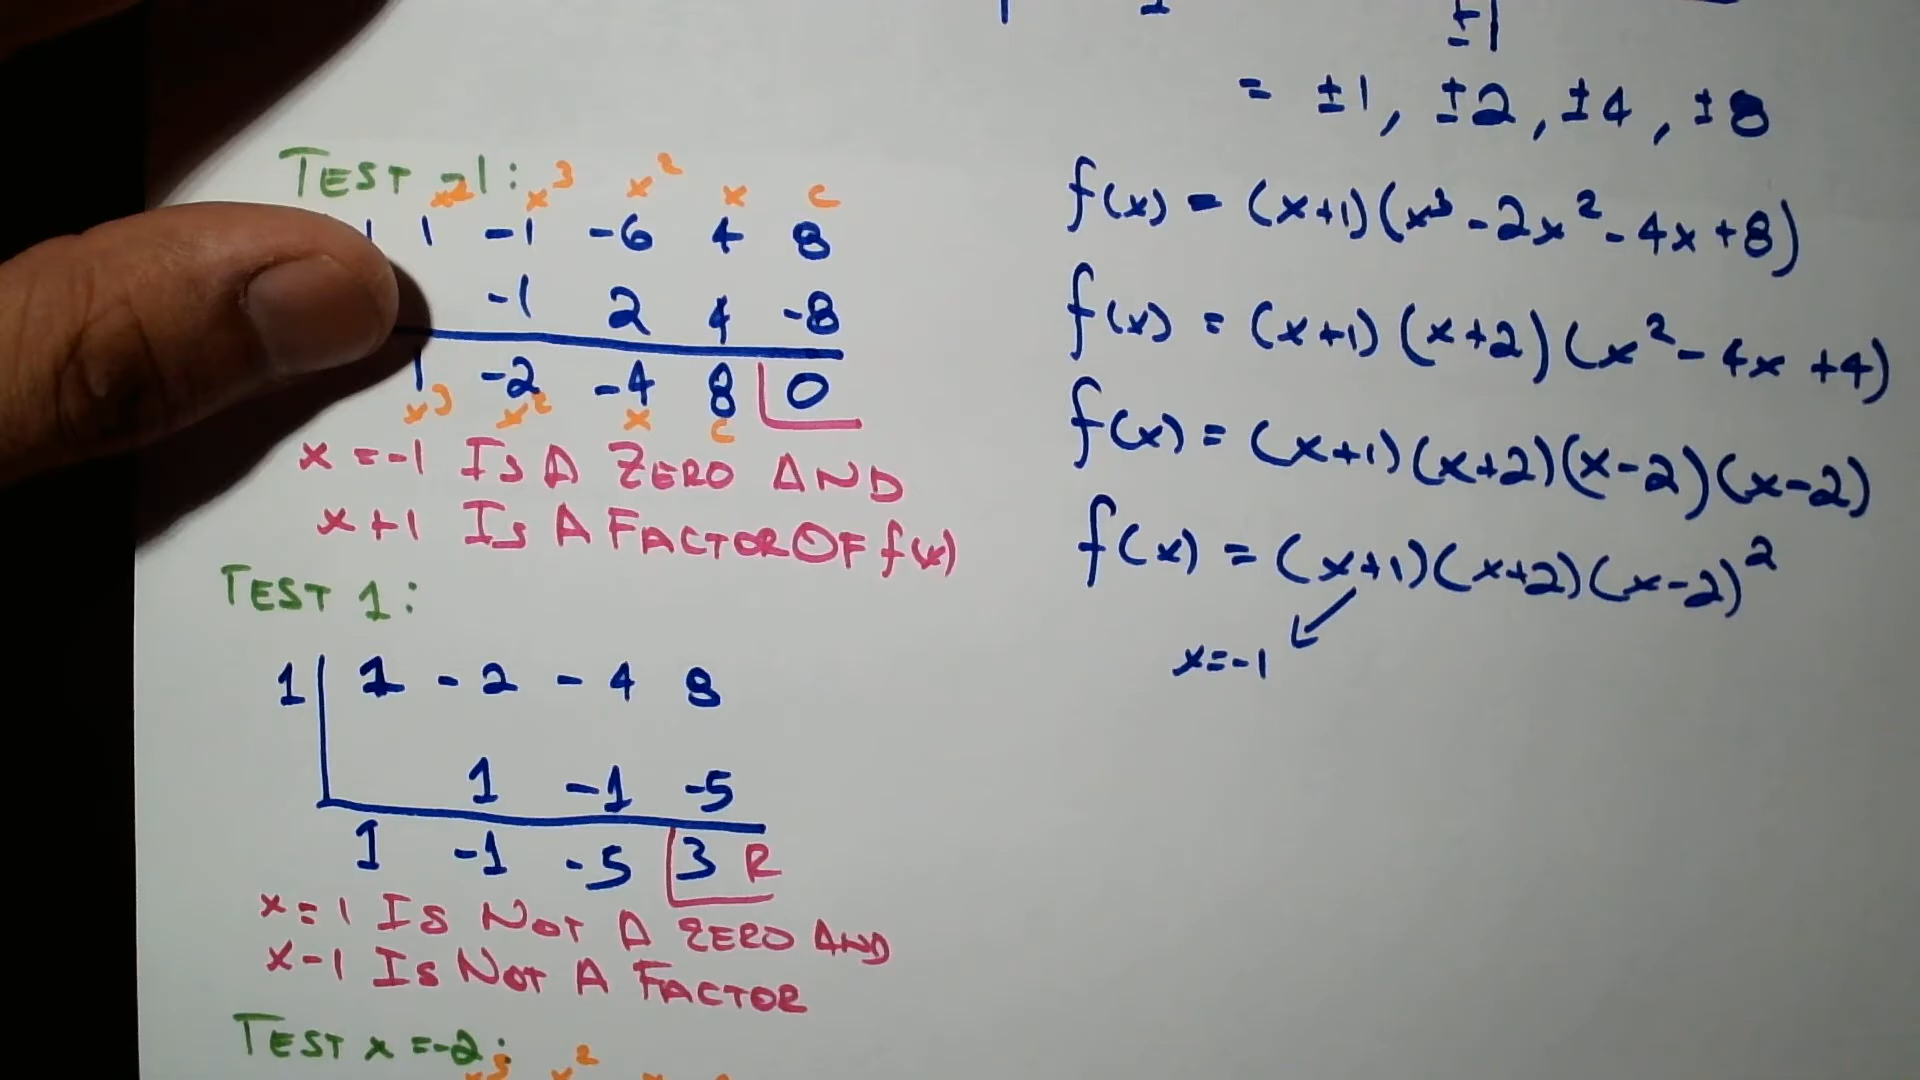 ±1
= ±1, ±2, ±4, ±8
TEST -1:
x³ x² x c
1 -1 -6 4 8
-1 2 4 -8
1 -2 -4 8 0
x³ x² x c
x=-1 IS A ZERO AND
x+1 IS A FACTOR OF f(x)
TEST 1:
1 1 -2 -4 8
1 -1 -5
1 -1 -5 3 R
x=1 IS NOT A ZERO AND
x-1 IS NOT A FACTOR
TEST x=-2:
x³ x²
f(x) = (x+1)(x³-2x²-4x+8)
f(x) = (x+1)(x+2)(x²-4x+4)
f(x) = (x+1)(x+2)(x-2)(x-2)
f(x) = (x+1)(x+2)(x-2)²
x=-1